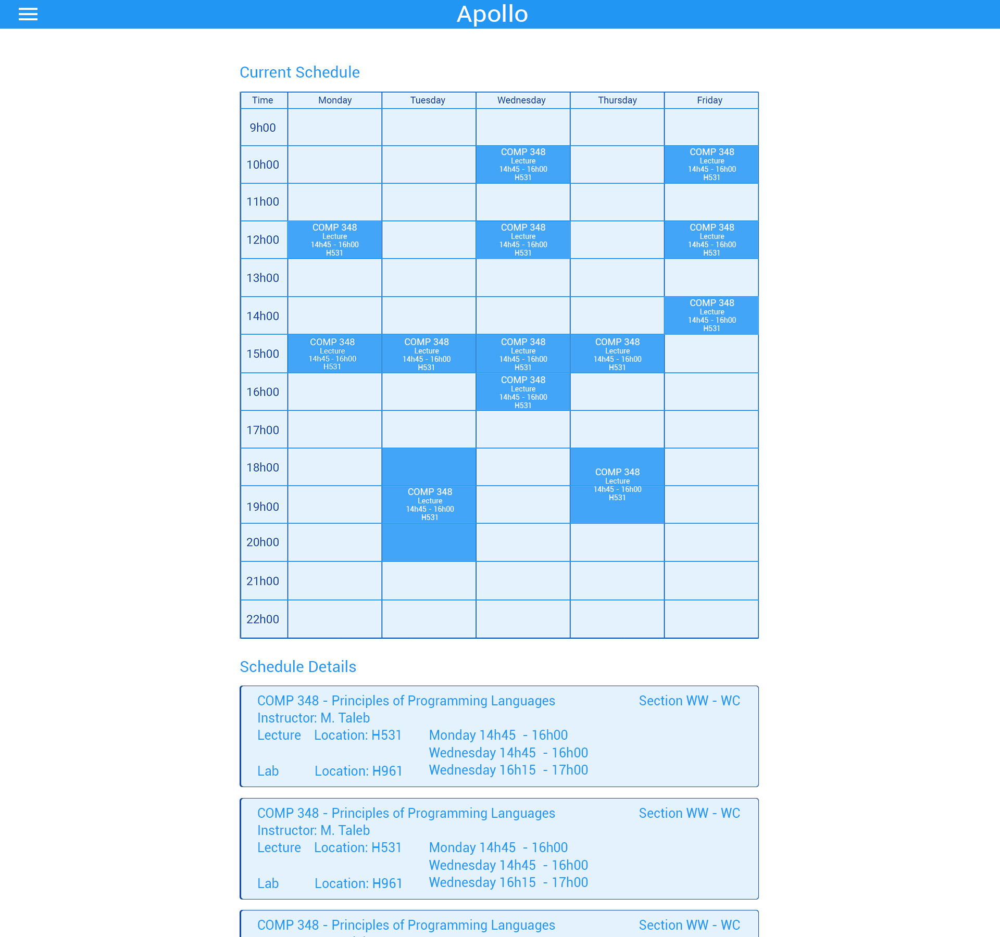 Apollo
Current Schedule
Time Monday Tuesday Wednesday Thursday Friday
9h00
10h00
COMP 348
Lecture
14h45 - 16h00
H531
COMP 348
Lecture
14h45 - 16h00
H531
11h00
12h00
COMP 348
Lecture
14h45 - 16h00
H531
COMP 348
Lecture
14h45 - 16h00
H531
COMP 348
Lecture
14h45 - 16h00
H531
13h00
14h00
COMP 348
Lecture
14h45 - 16h00
H531
15h00
COMP 348
Lecture
14h45 - 16h00
H531
COMP 348
Lecture
14h45 - 16h00
H531
COMP 348
Lecture
14h45 - 16h00
H531
COMP 348
Lecture
14h45 - 16h00
H531
16h00
COMP 348
Lecture
14h45 - 16h00
H531
17h00
18h00
COMP 348
Lecture
14h45 - 16h00
H531
19h00
COMP 348
Lecture
14h45 - 16h00
H531
20h00
21h00
22h00
Schedule Details
COMP 348 - Principles of Programming Languages Section WW - WC
Instructor: M. Taleb
Lecture Location: H531 Monday 14h45 - 16h00
Wednesday 14h45 - 16h00
Lab Location: H961 Wednesday 16h15 - 17h00
COMP 348 - Principles of Programming Languages Section WW - WC
Instructor: M. Taleb
Lecture Location: H531 Monday 14h45 - 16h00
Wednesday 14h45 - 16h00
Lab Location: H961 Wednesday 16h15 - 17h00
COMP 348 - Principles of Programming Languages Section WW - WC